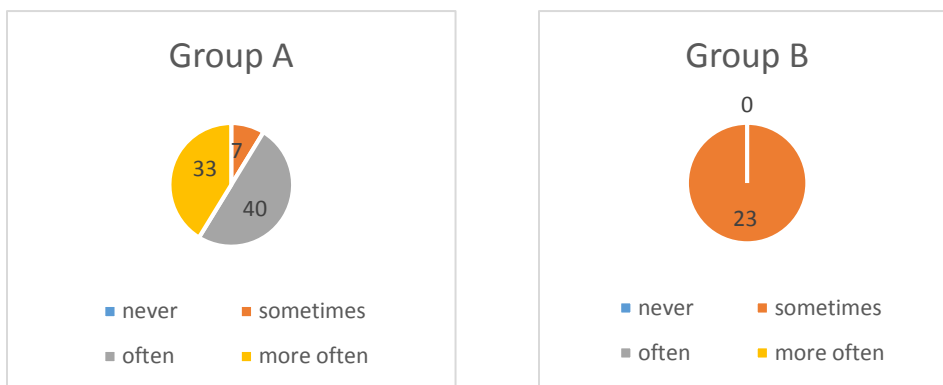 Group A
7
33
40
never sometimes
often more often
Group B
0
23
never sometimes
often more often